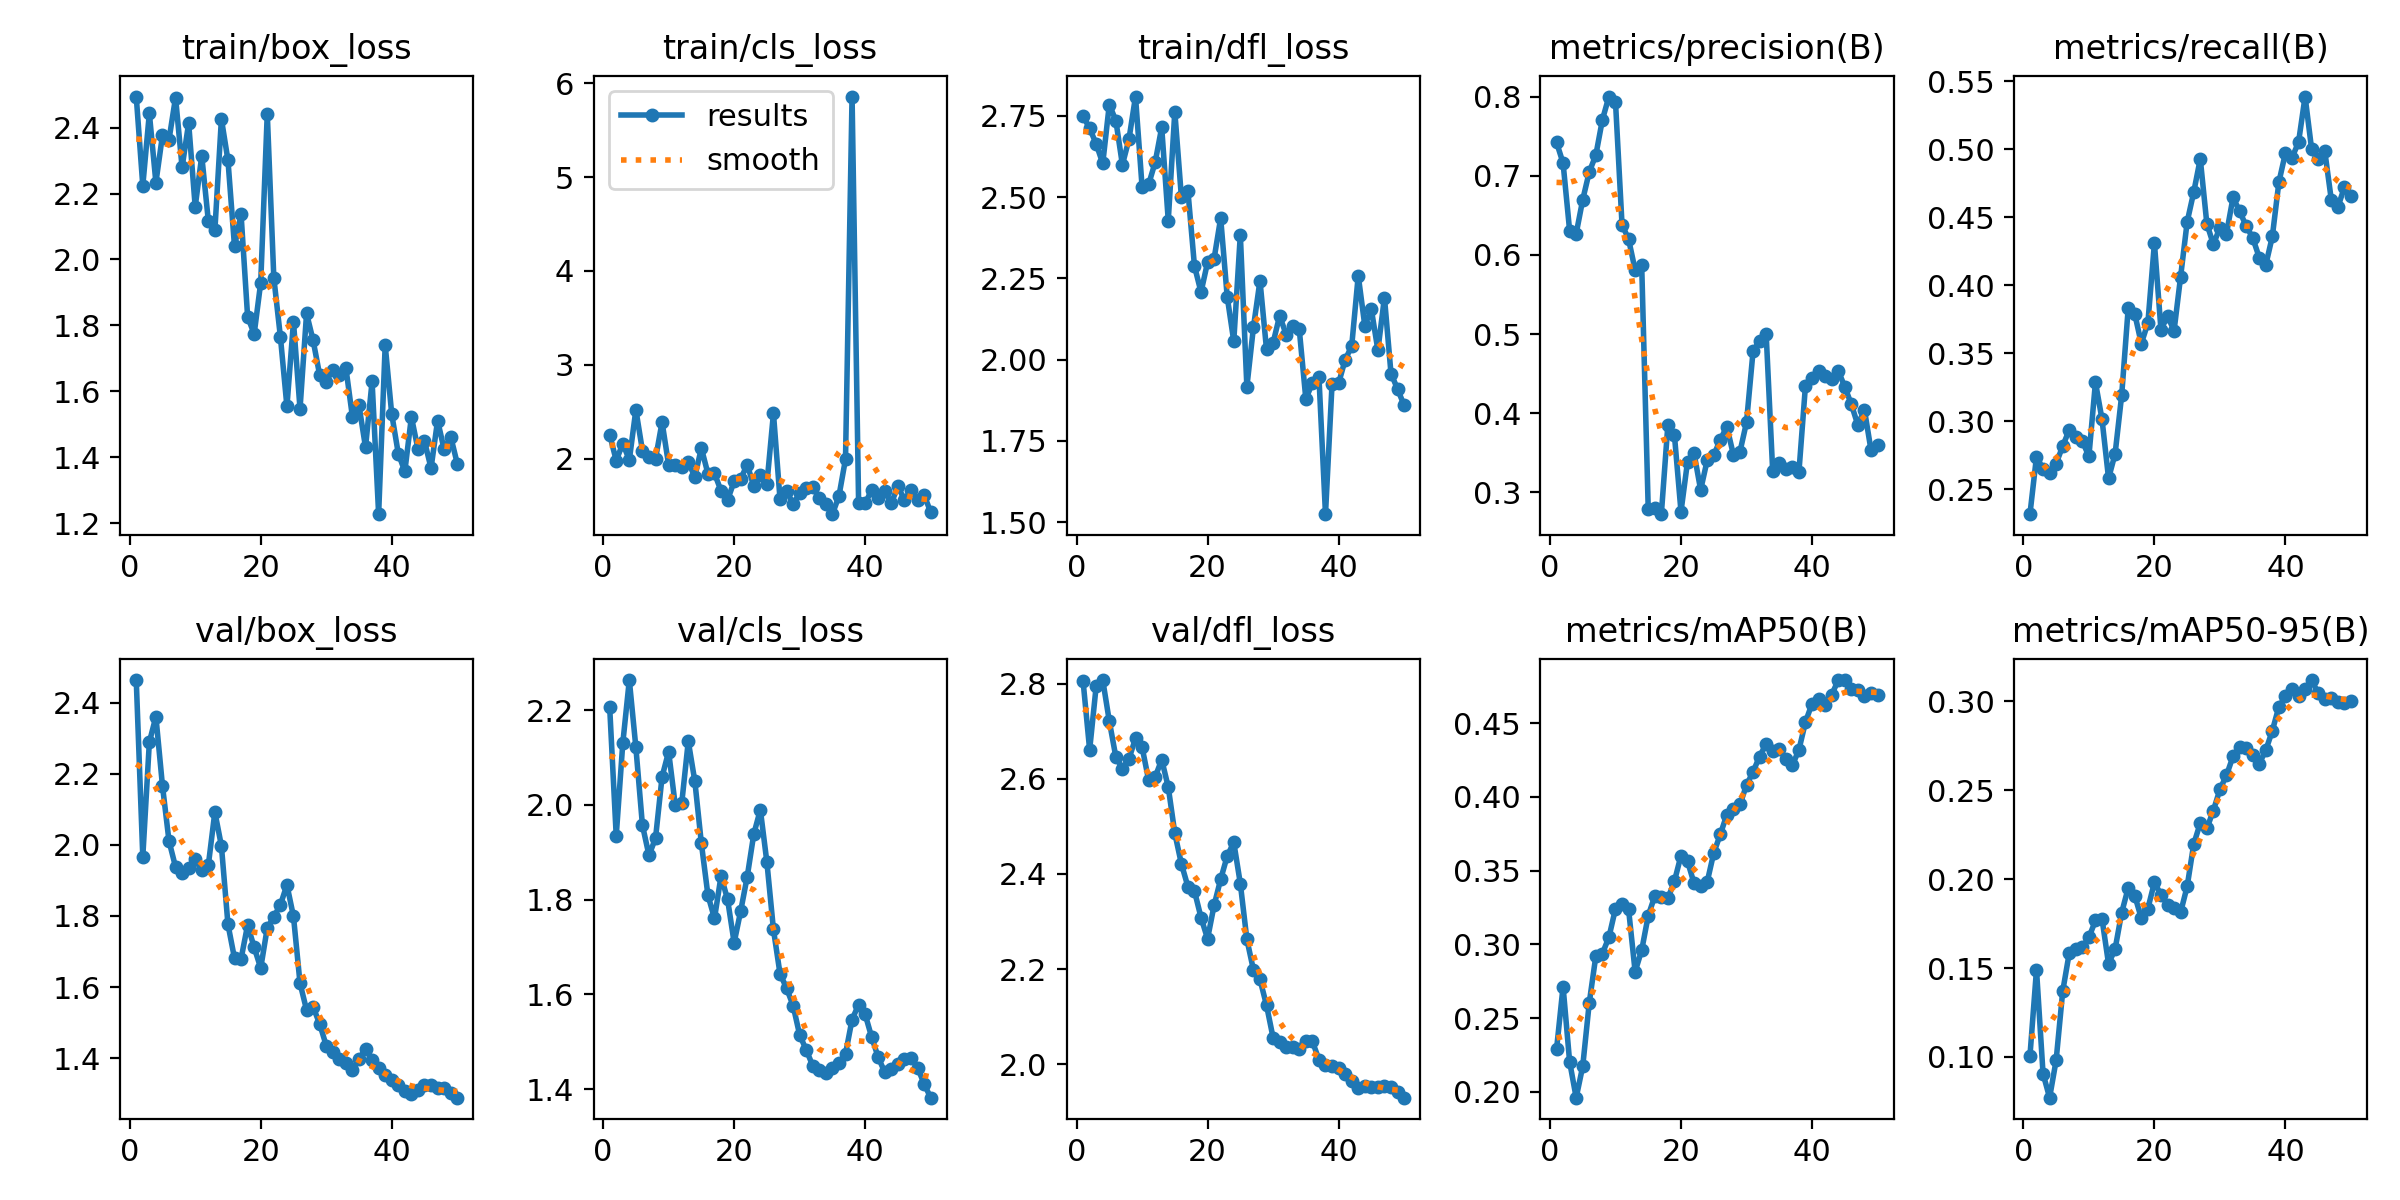 train/box_loss
2.4
2.2
2.0
1.8
1.6
1.4
1.2
0 20 40
train/cls_loss
results
smooth
6
5
4
3
2
0 20 40
train/dfl_loss
2.75
2.50
2.25
2.00
1.75
1.50
0 20 40
metrics/precision(B)
0.8
0.7
0.6
0.5
0.4
0.3
0 20 40
metrics/recall(B)
0.55
0.50
0.45
0.40
0.35
0.30
0.25
0 20 40
val/box_loss
2.4
2.2
2.0
1.8
1.6
1.4
0 20 40
val/cls_loss
2.2
2.0
1.8
1.6
1.4
0 20 40
val/dfl_loss
2.8
2.6
2.4
2.2
2.0
0 20 40
metrics/mAP50(B)
0.45
0.40
0.35
0.30
0.25
0.20
0 20 40
metrics/mAP50-95(B)
0.30
0.25
0.20
0.15
0.10
0 20 40